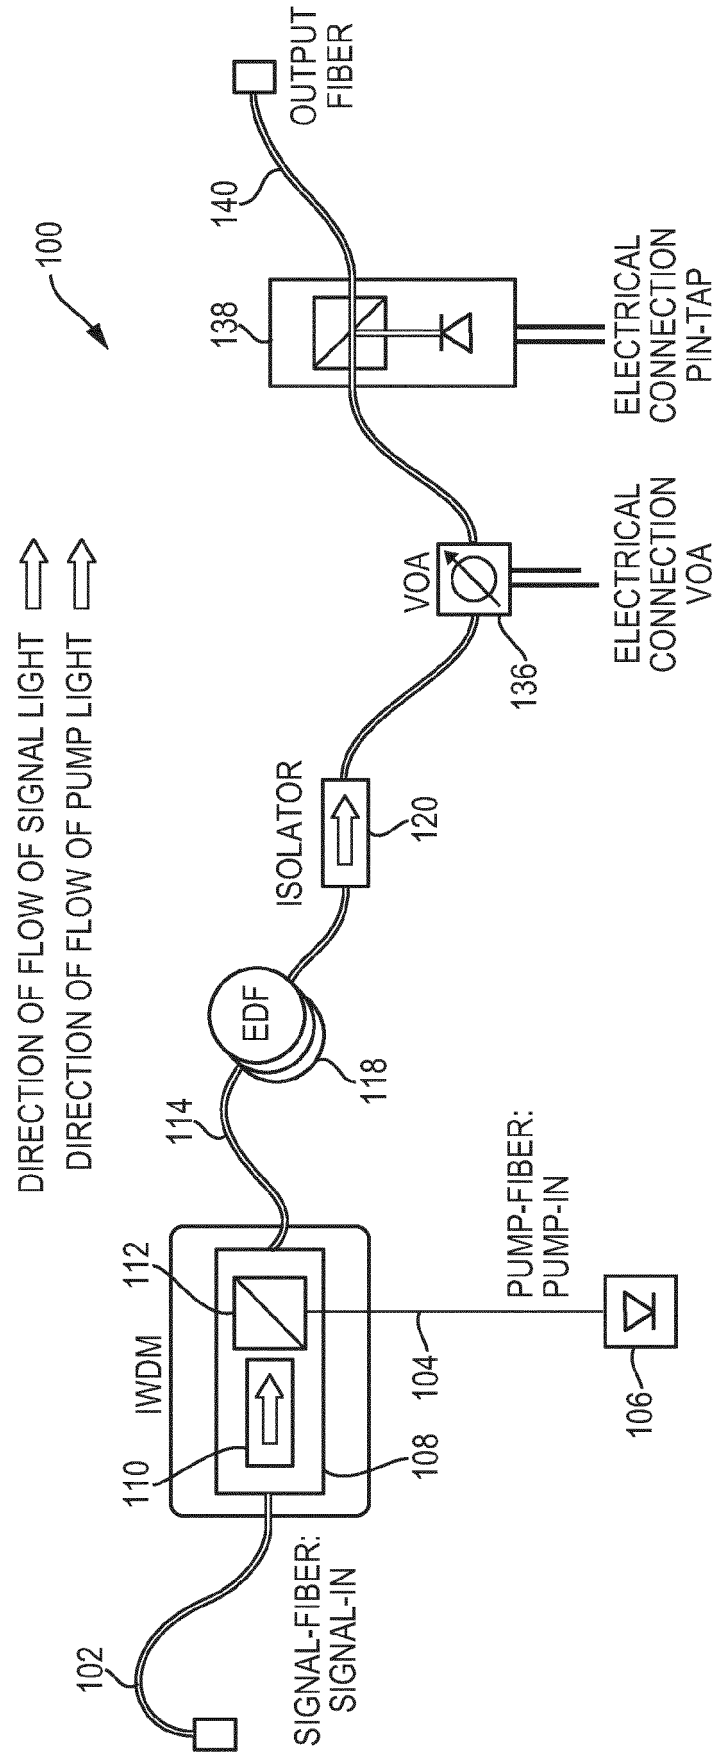 DIRECTION OF FLOW OF SIGNAL LIGHT
DIRECTION OF FLOW OF PUMP LIGHT
100
102
SIGNAL-FIBER:
SIGNAL-IN
IWDM
110
112
108
104
PUMP-FIBER:
PUMP-IN
106
114
EDF
118
ISOLATOR
120
VOA
136
ELECTRICAL
CONNECTION
VOA
138
ELECTRICAL
CONNECTION
PIN-TAP
140
OUTPUT
FIBER